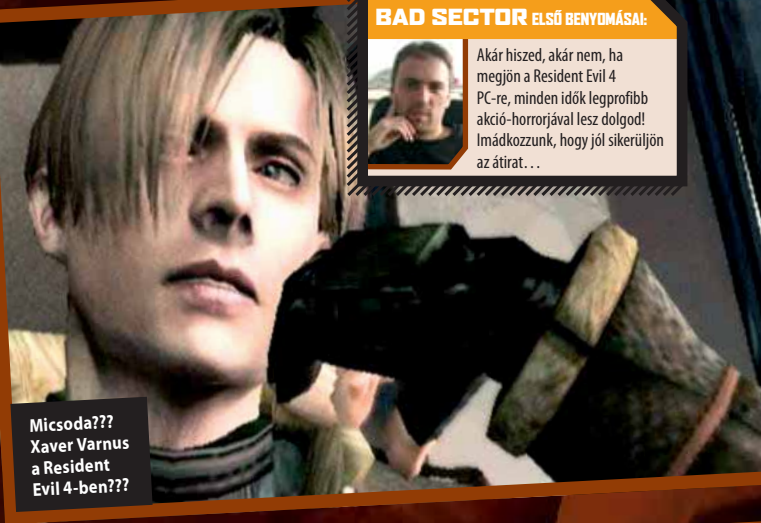 BAD SECTOR ELSŐ BENYOMÁSAI:
Akár hiszed, akár nem, ha
megjön a Resident Evil 4
PC-re, minden idők legprofibb
akció-horrorjával lesz dolgod!
Imádkozzunk, hogy jól sikerüljön
az átirat…
Micsoda???
Xaver Varnus
a Resident
Evil 4-ben???